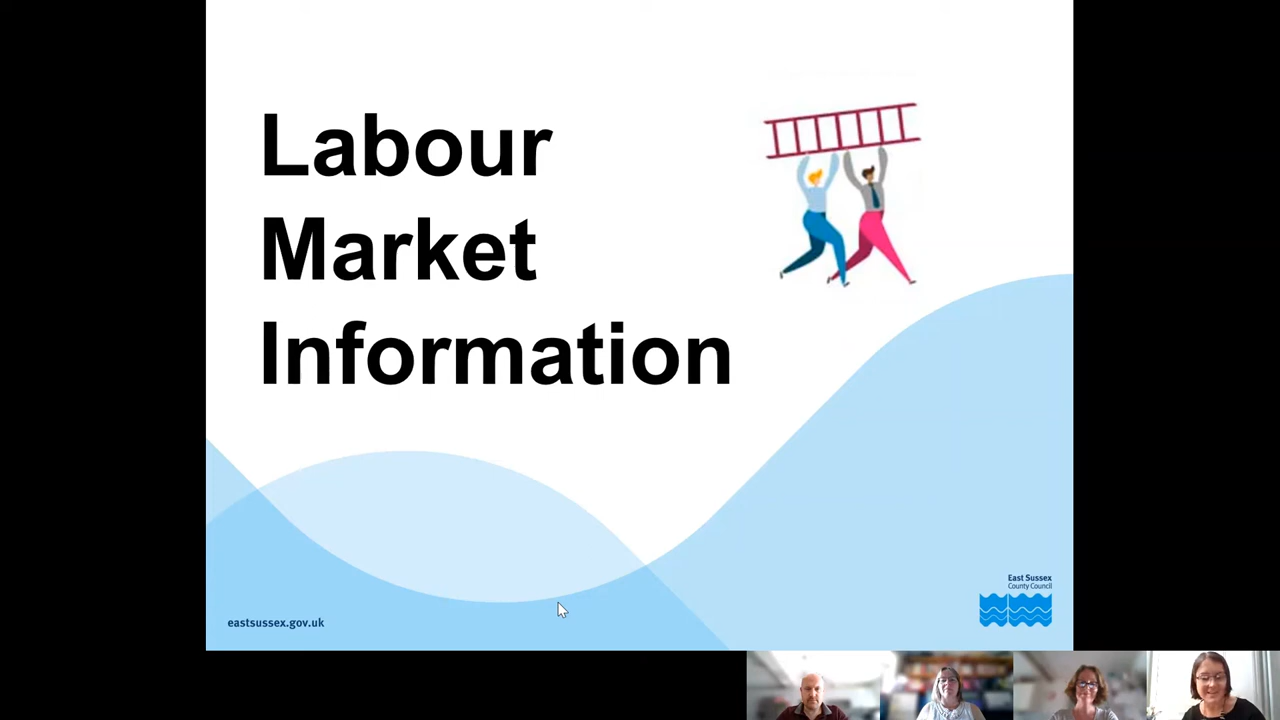 Labour
Market
Information
East Sussex
County Council
eastsussex.gov.uk